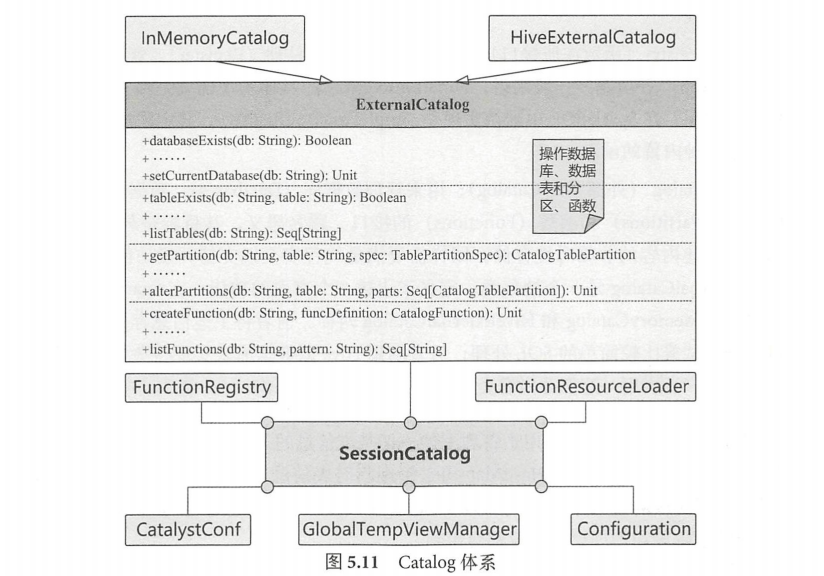 InMemoryCatalog
HiveExternalCatalog
ExternalCatalog
+databaseExists(db: String): Boolean
+ ······
+setCurrentDatabase(db: String): Unit
+tableExists(db: String, table: String): Boolean
+ ······
+listTables(db: String): Seq[String]
+getPartition(db: String, table: String, spec: TablePartitionSpec): CatalogTablePartition
+ ······
+alterPartitions(db: String, table: String, parts: Seq[CatalogTablePartition]): Unit
+createFunction(db: String, funcDefinition: CatalogFunction): Unit
+ ······
+listFunctions(db: String, pattern: String): Seq[String]
操作数据
库、数据
表和分
区、函数
FunctionRegistry
FunctionResourceLoader
SessionCatalog
CatalystConf
GlobalTempViewManager
Configuration
图 5.11 Catalog 体系